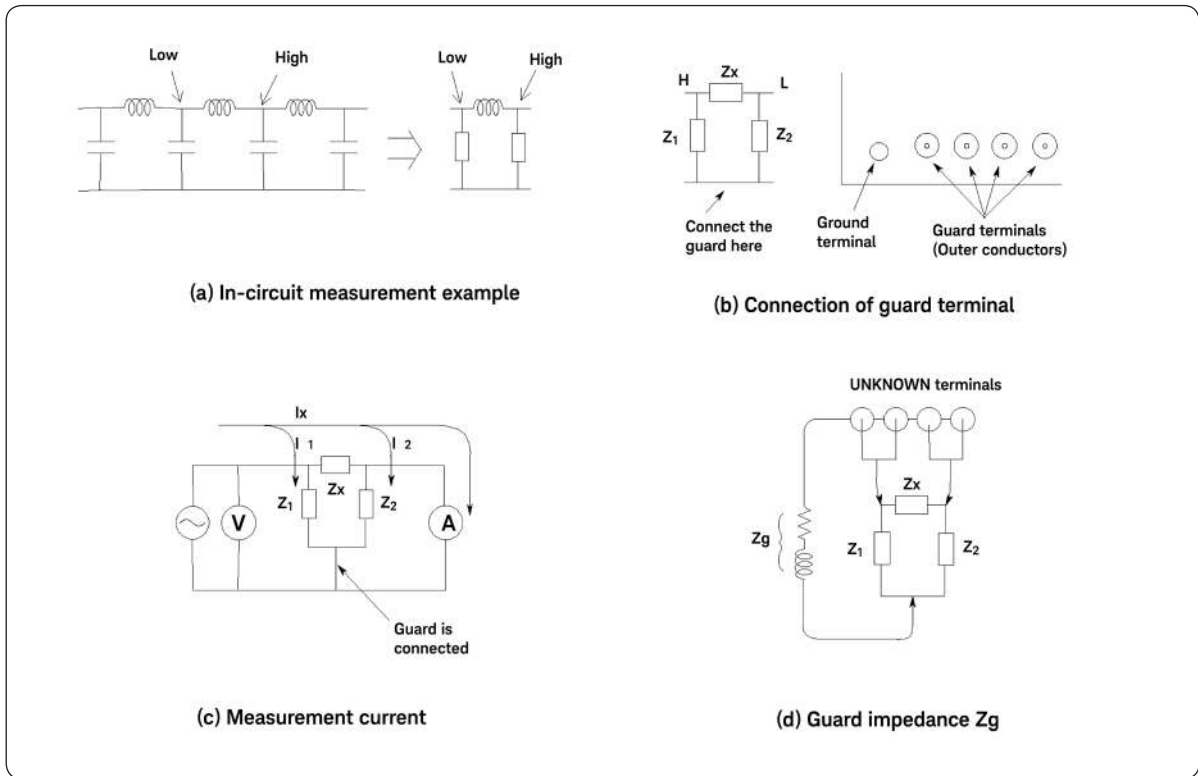 Low
High
Low
High
(a) In-circuit measurement example
H
Zx
L
Z1
Z2
Connect the
guard here
Ground
terminal
Guard terminals
(Outer conductors)
(b) Connection of guard terminal
Ix
I 1
I 2
Zx
Z1
Z2
V
A
Guard is
connected
(c) Measurement current
UNKNOWN terminals
Zx
Zg
Z1
Z2
(d) Guard impedance Zg